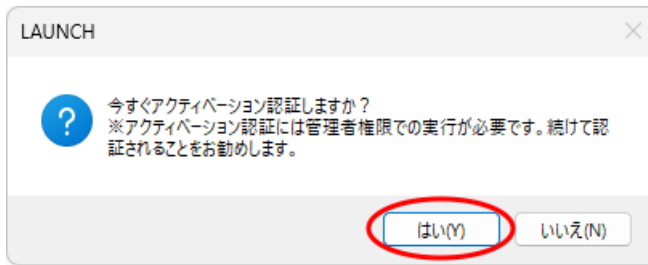 LAUNCH
今すぐアクティベーション認証しますか？
※アクティベーション認証には管理者権限での実行が必要です。続けて認
証されることをお勧めします。
はい(Y)
いいえ(N)